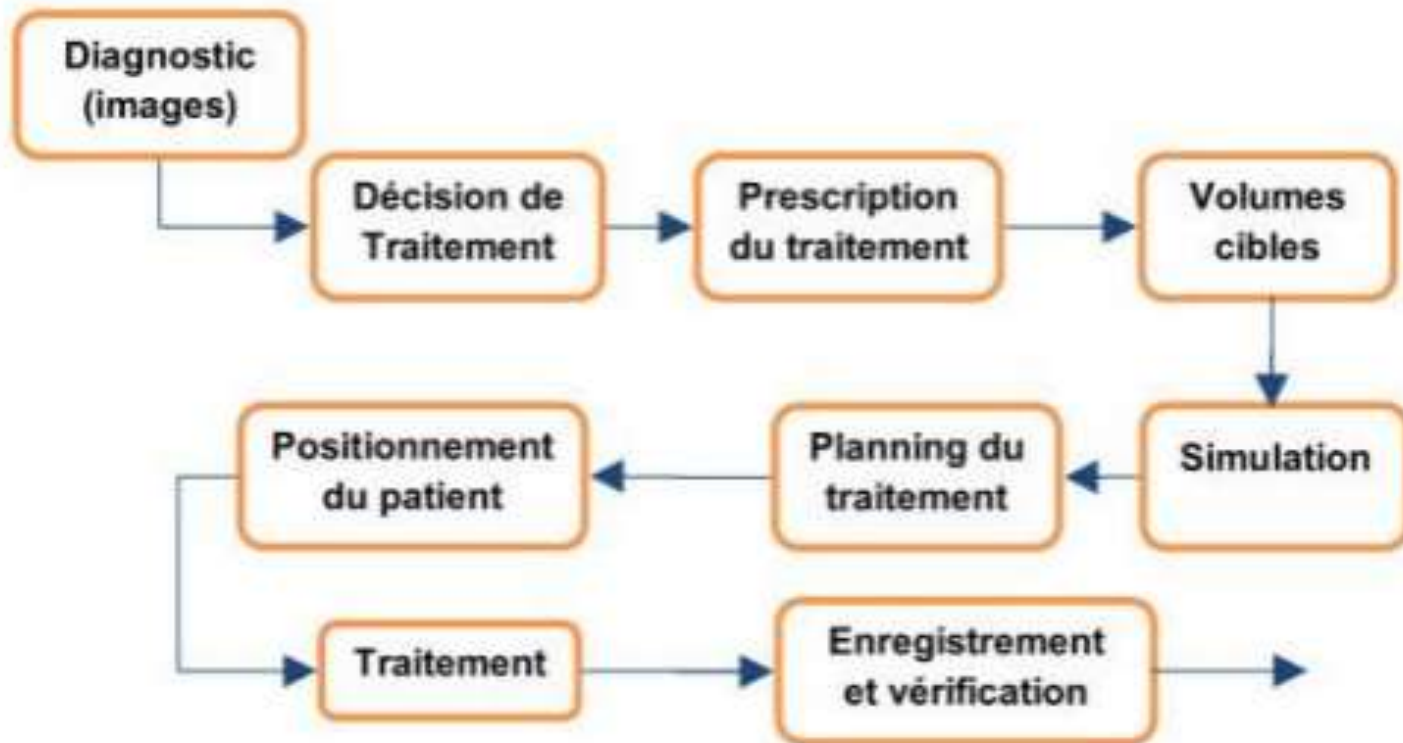 Diagnostic
(images)
Décision de
Traitement
Prescription
du traitement
Volumes
cibles
Simulation
Planning du
traitement
Positionnement
du patient
Traitement
Enregistrement
et vérification